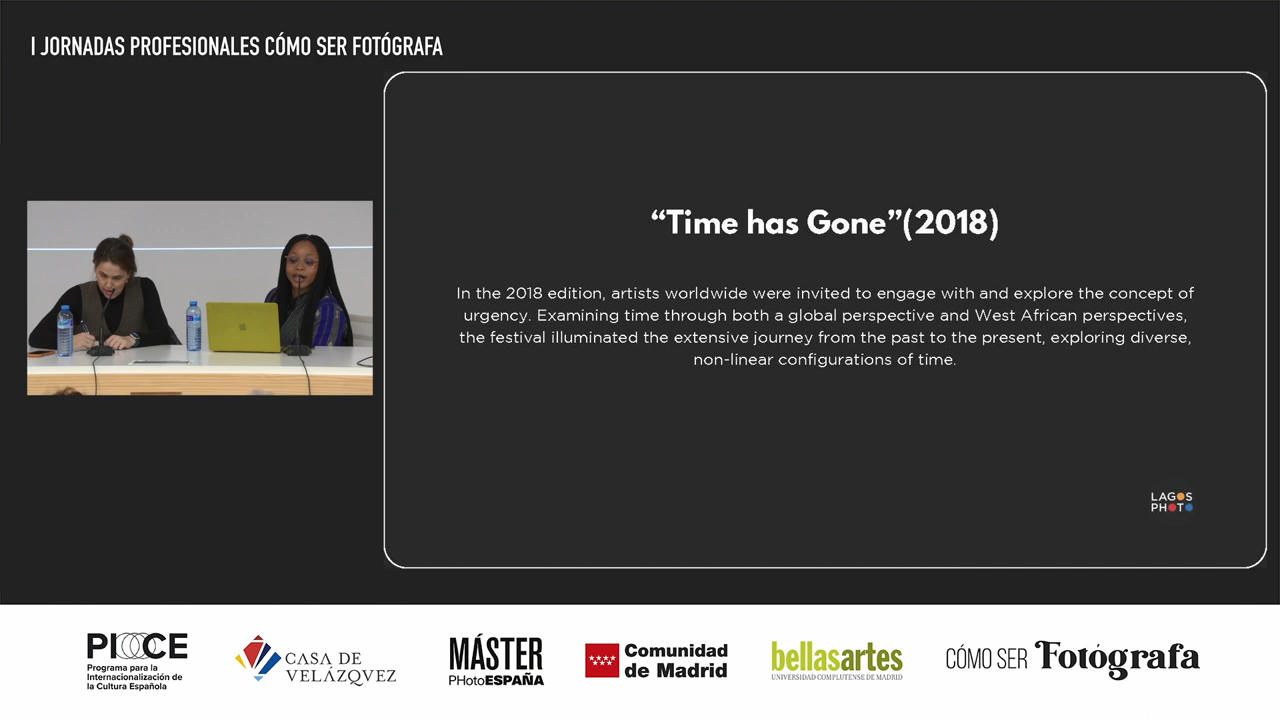 I JORNADAS PROFESIONALES CÓMO SER FOTÓGRAFA
“Time has Gone”(2018)
In the 2018 edition, artists worldwide were invited to engage with and explore the concept of
urgency. Examining time through both a global perspective and West African perspectives,
the festival illuminated the extensive journey from the past to the present, exploring diverse,
non-linear configurations of time.
LAGOS
PHOTO
PICE
Programa para la
Internacionalización de
la Cultura Española
CASA DE
VELÁZQVEZ
MÁSTER
PHotoESPAÑA
Comunidad
de Madrid
bellasartes
UNIVERSIDAD COMPLUTENSE DE MADRID
CÓMO SER Fotógrafa